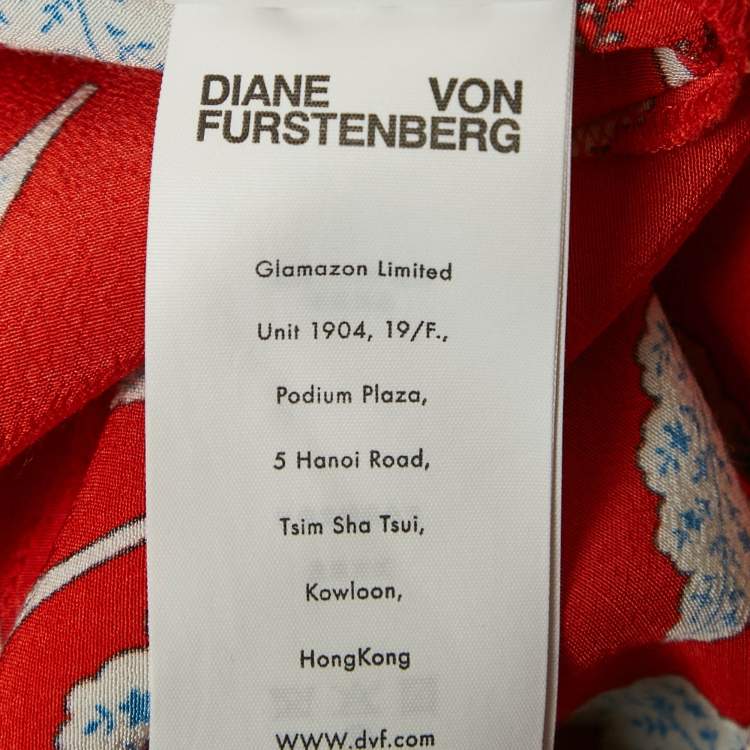 DIANE VON
FURSTENBERG
Glamazon Limited
Unit 1904, 19/F.,
Podium Plaza,
5 Hanoi Road,
Tsim Sha Tsui,
Kowloon,
HongKong
www.dvf.com